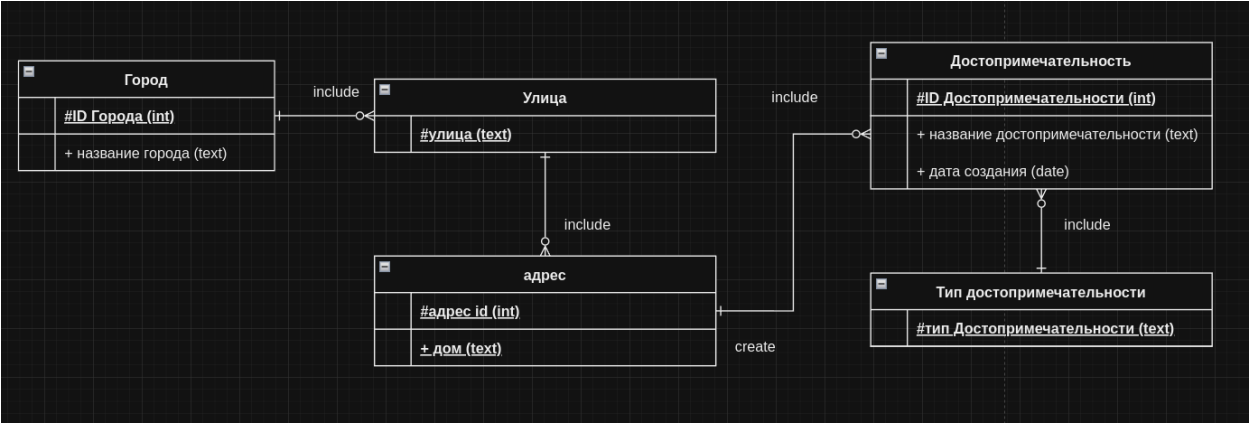 Город
#ID Города (int)
+ название города (text)
include
Улица
#улица (text)
include
адрес
#адрес id (int)
+ дом (text)
create
include
Достопримечательность
#ID Достопримечательности (int)
+ название достопримечательности (text)
+ дата создания (date)
include
Тип достопримечательности
#тип Достопримечательности (text)